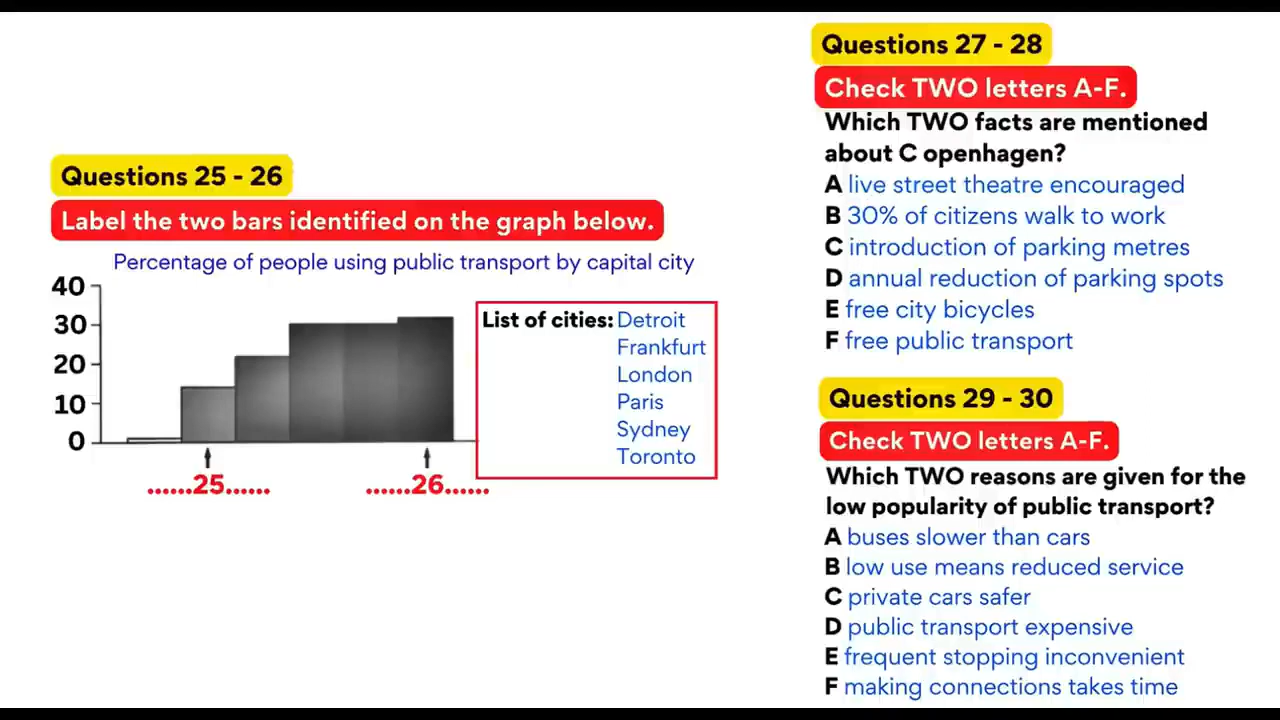 Questions 25 - 26
Label the two bars identified on the graph below.
Percentage of people using public transport by capital city
40
30
20
10
0
.......25......
.......26......
List of cities: Detroit
Frankfurt
London
Paris
Sydney
Toronto
Questions 27 - 28
Check TWO letters A-F.
Which TWO facts are mentioned
about C openhagen?
A live street theatre encouraged
B 30% of citizens walk to work
C introduction of parking metres
D annual reduction of parking spots
E free city bicycles
F free public transport
Questions 29 - 30
Check TWO letters A-F.
Which TWO reasons are given for the
low popularity of public transport?
A buses slower than cars
B low use means reduced service
C private cars safer
D public transport expensive
E frequent stopping inconvenient
F making connections takes time